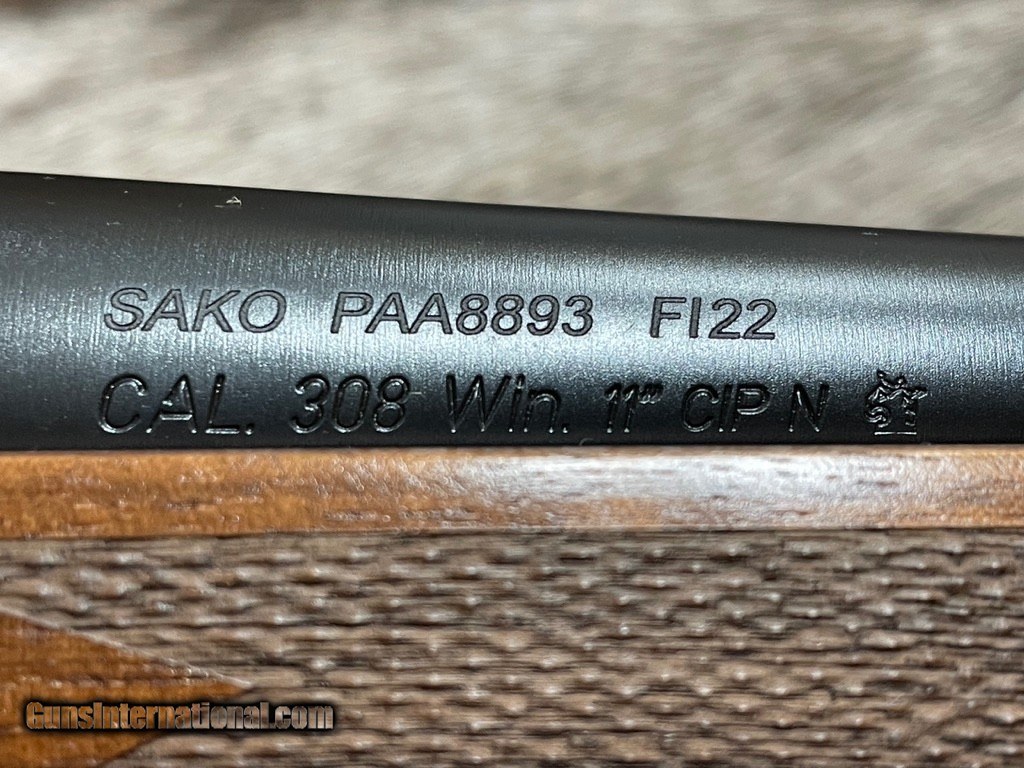 SAKO PAA8893 FI22
CAL. 308 Win. 11" CIP N
GunsInternational.com